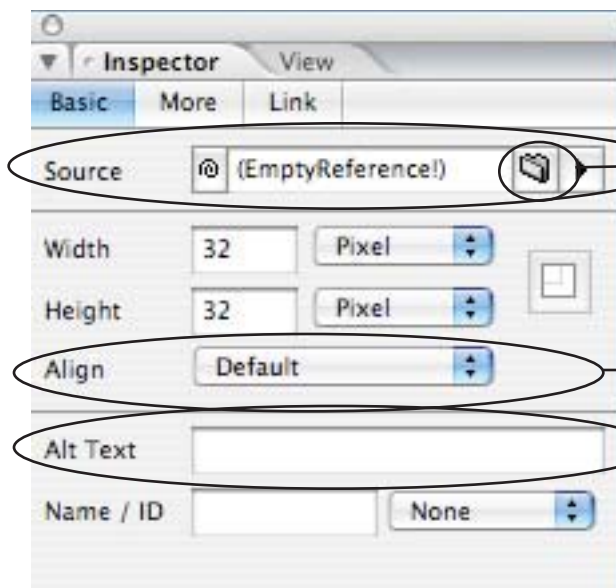 Inspector View
Basic More Link
Source (EmptyReference!)
Width 32 Pixel
Height 32 Pixel
Align Default
Alt Text
Name / ID None